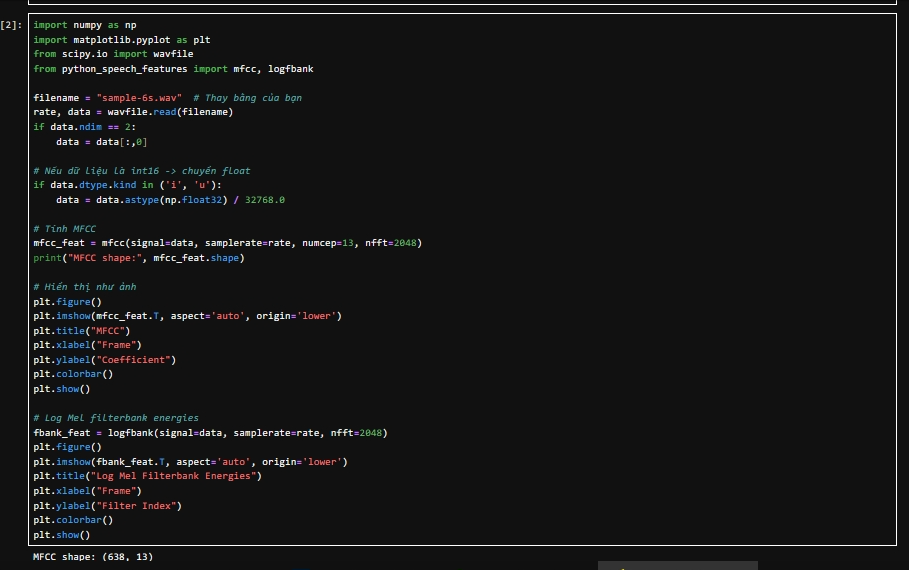 [2]:
import numpy as np
import matplotlib.pyplot as plt
from scipy.io import wavfile
from python_speech_features import mfcc, logfbank
filename = "sample-6s.wav"  # Thay bằng của bạn
rate, data = wavfile.read(filename)
if data.ndim == 2:
    data = data[:,0]
# Nếu dữ liệu là int16 -> chuyển float
if data.dtype.kind in ('i', 'u'):
    data = data.astype(np.float32) / 32768.0
# Tính MFCC
mfcc_feat = mfcc(signal=data, samplerate=rate, numcep=13, nfft=2048)
print("MFCC shape:", mfcc_feat.shape)
# Hiển thị như ảnh
plt.figure()
plt.imshow(mfcc_feat.T, aspect='auto', origin='lower')
plt.title("MFCC")
plt.xlabel("Frame")
plt.ylabel("Coefficient")
plt.colorbar()
plt.show()
# Log Mel filterbank energies
fbank_feat = logfbank(signal=data, samplerate=rate, nfft=2048)
plt.figure()
plt.imshow(fbank_feat.T, aspect='auto', origin='lower')
plt.title("Log Mel Filterbank Energies")
plt.xlabel("Frame")
plt.ylabel("Filter Index")
plt.colorbar()
plt.show()
MFCC shape: (638, 13)